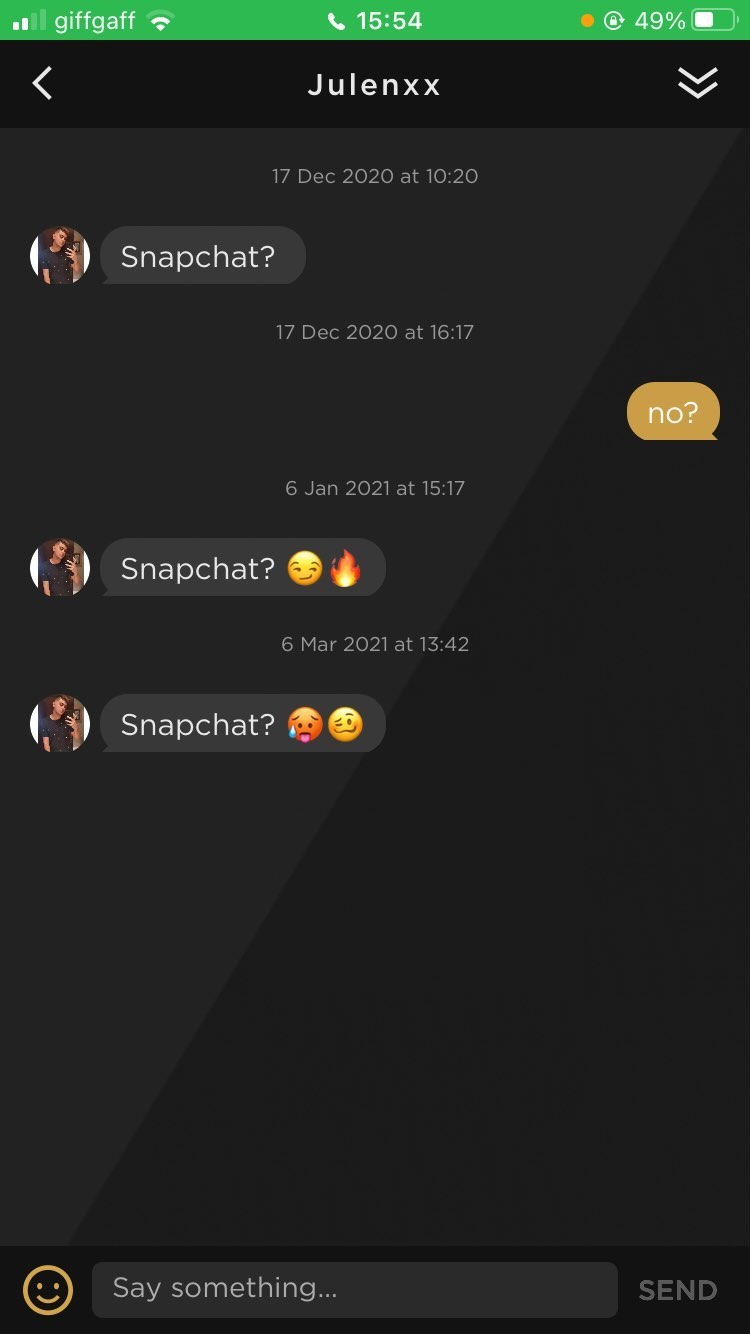 giffgaff 15:54 49%
Julenxx
17 Dec 2020 at 10:20
Snapchat?
17 Dec 2020 at 16:17
no?
6 Jan 2021 at 15:17
Snapchat? 😏🔥
6 Mar 2021 at 13:42
Snapchat? 🥵🥴
Say something... SEND